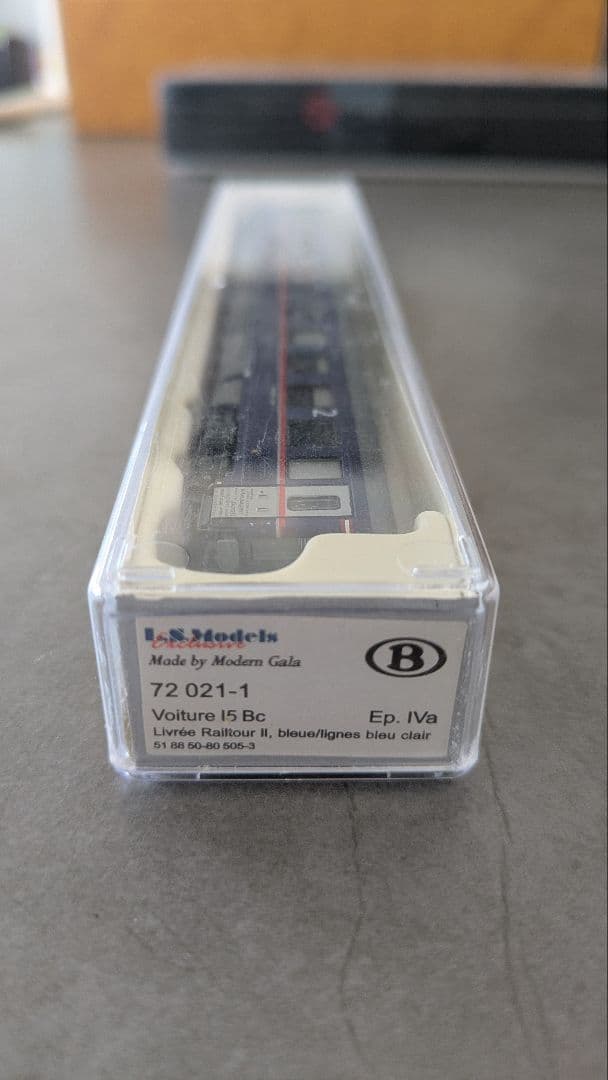 2
L.S.Models
Exclusive
Made by Modern Gala
B
72 021-1
Voiture I5 Bc
Ep. IVa
Livrée Railtour II, bleue/lignes bleu clair
51 88 50-80 505-3